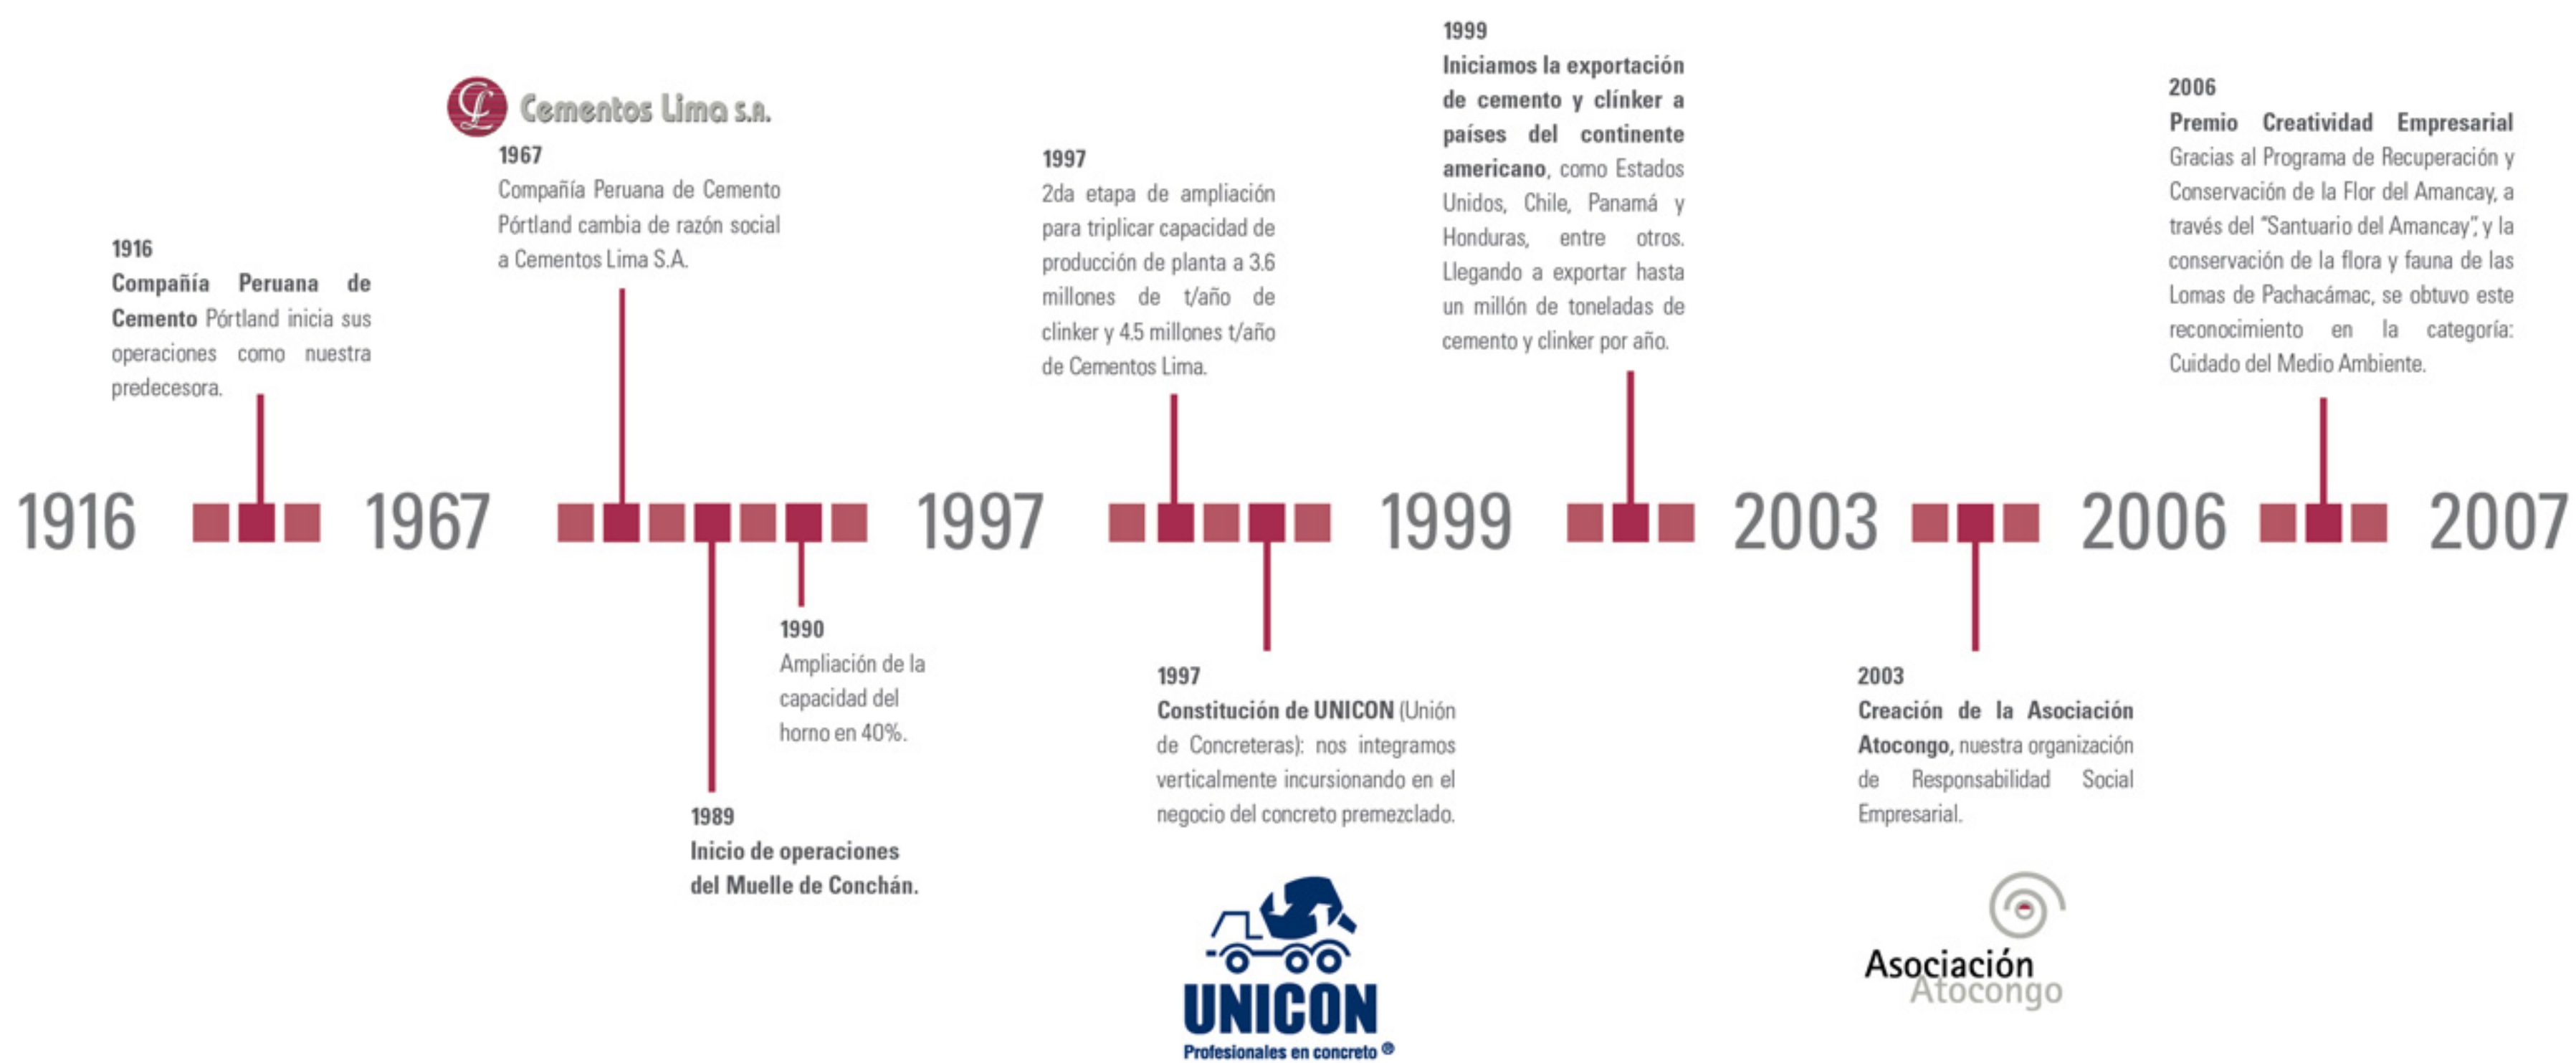 1916
Compañía Peruana de
Cemento Pórtland inicia sus
operaciones como nuestra
predecesora.
Cementos Lima S.A.
1967
Compañía Peruana de Cemento
Pórtland cambia de razón social
a Cementos Lima S.A.
1997
2da etapa de ampliación
para triplicar capacidad de
producción de planta a 3.6
millones de t/año de
clinker y 4.5 millones t/año
de Cementos Lima.
1999
Iniciamos la exportación
de cemento y clínker a
países del continente
americano, como Estados
Unidos, Chile, Panamá y
Honduras, entre otros.
Llegando a exportar hasta
un millón de toneladas de
cemento y clinker por año.
2006
Premio Creatividad Empresarial
Gracias al Programa de Recuperación y
Conservación de la Flor del Amancay, a
través del "Santuario del Amancay", y la
conservación de la flora y fauna de las
Lomas de Pachacámac, se obtuvo este
reconocimiento en la categoría:
Cuidado del Medio Ambiente.
1916 1967 1997 1999 2003 2006 2007
1989
Inicio de operaciones
del Muelle de Conchán.
1990
Ampliación de la
capacidad del
horno en 40%.
1997
Constitución de UNICON (Unión
de Concreteras): nos integramos
verticalmente incursionando en el
negocio del concreto premezclado.
UNICON
Profesionales en concreto ®
2003
Creación de la Asociación
Atocongo, nuestra organización
de Responsabilidad Social
Empresarial.
Asociación
Atocongo